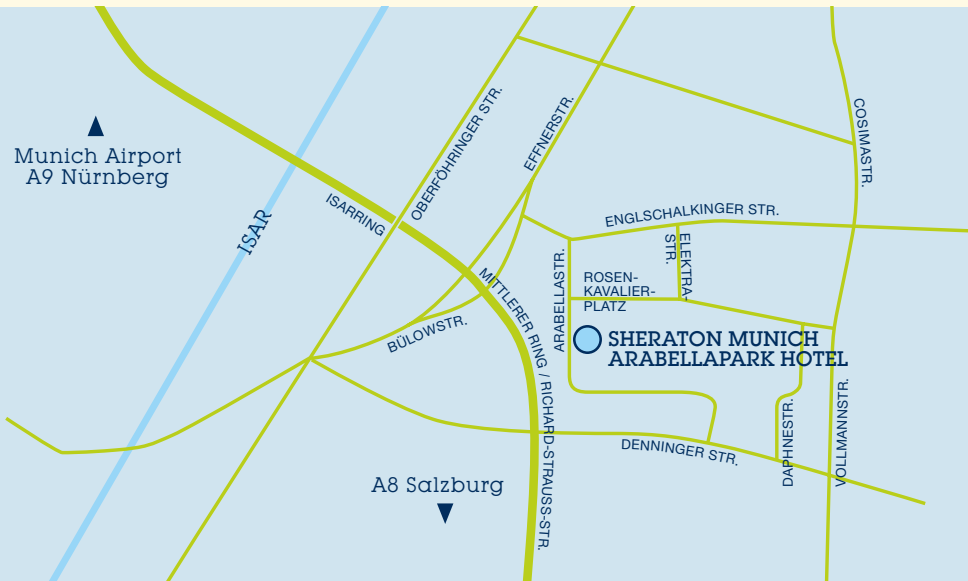 COSIMASTR.
OBERFÖHRINGER STR.
EFFNERSTR.
Munich Airport
A9 Nürnberg
ISARRING
ISAR
ENGLSCHALKINGER STR.
ELEKTRA-
STR.
ARABELLASTR.
ROSEN-
KAVALIER-
PLATZ
MITTLERER RING / RICHARD-STRAUSS-STR.
BÜLOWSTR.
SHERATON MUNICH
ARABELLAPARK HOTEL
DAPHNESTR.
VOLLMANNSTR.
DENNINGER STR.
A8 Salzburg